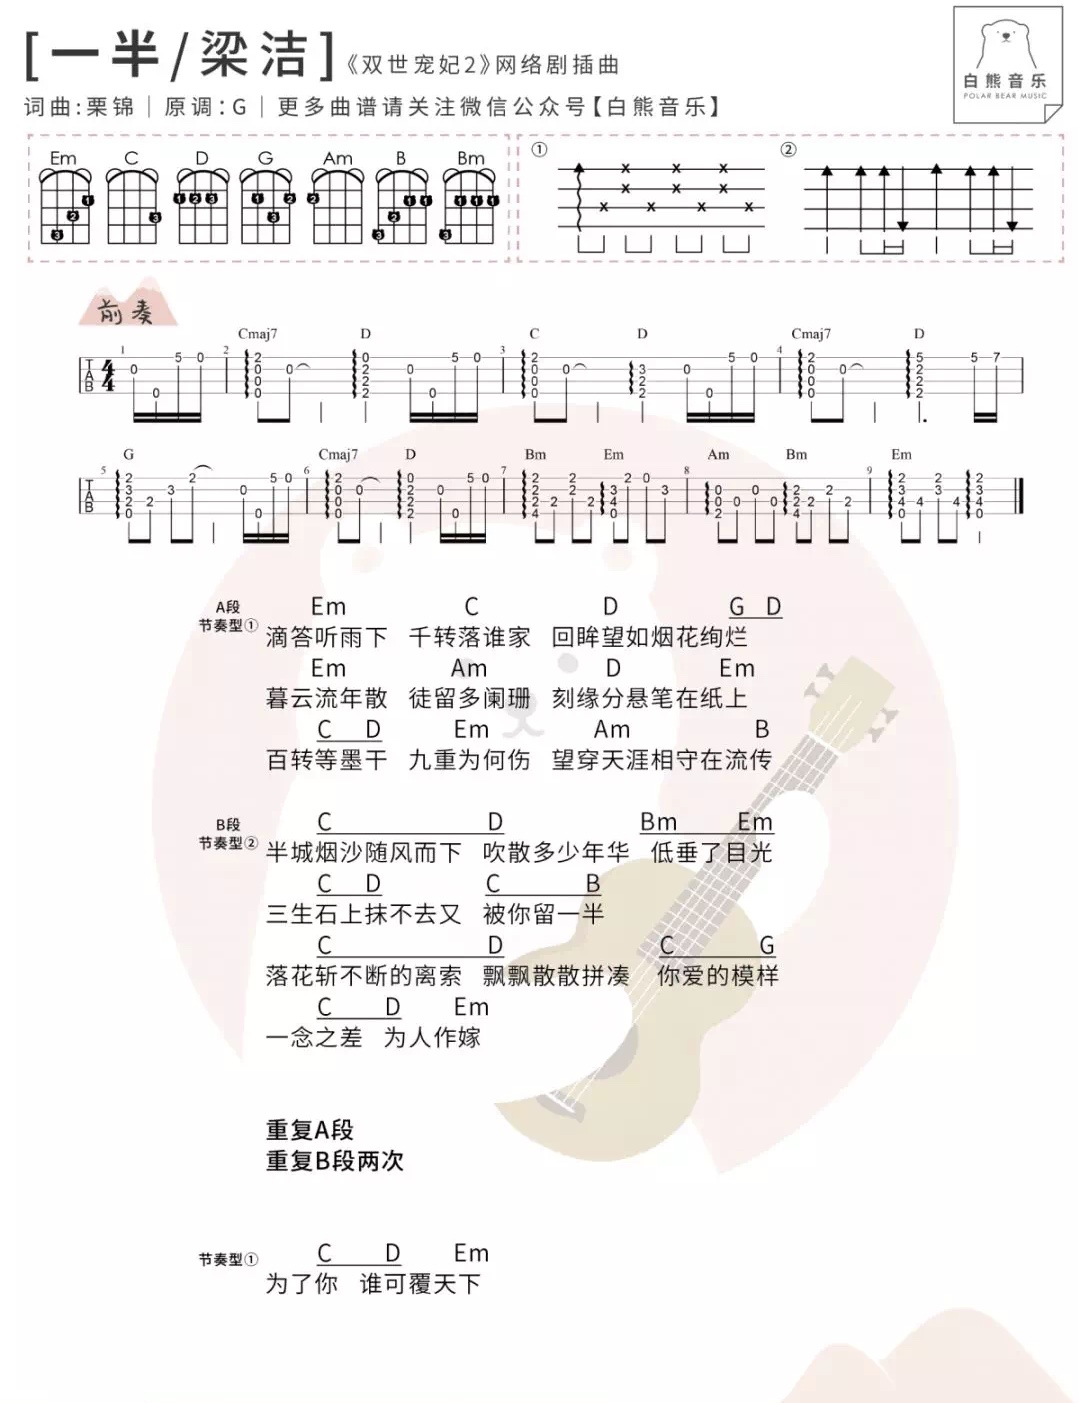 [一半/梁洁]《双世宠妃2》网络剧插曲
词曲:栗锦｜原调:G｜更多曲谱请关注微信公众号【白熊音乐】
白熊音乐
POLAR BEAR MUSIC
Em C D G Am B Bm
① ②
前奏
Cmaj7 D C D Cmaj7 D
G Cmaj7 D Bm Em Am Bm Em
A段
节奏型①
Em C D G D
滴答听雨下 千转落谁家 回眸望如烟花绚烂
Em Am D Em
暮云流年散 徒留多阑珊 刻缘分悬笔在纸上
C D Em Am B
百转等墨干 九重为何伤 望穿天涯相守在流传
B段
节奏型②
C D Bm Em
半城烟沙随风而下 吹散多少年华 低垂了目光
C D C B
三生石上抹不去又 被你留一半
C D C G
落花斩不断的离索 飘飘散散拼凑 你爱的模样
C D Em
一念之差 为人作嫁
重复A段
重复B段两次
节奏型①
C D Em
为了你 谁可覆天下